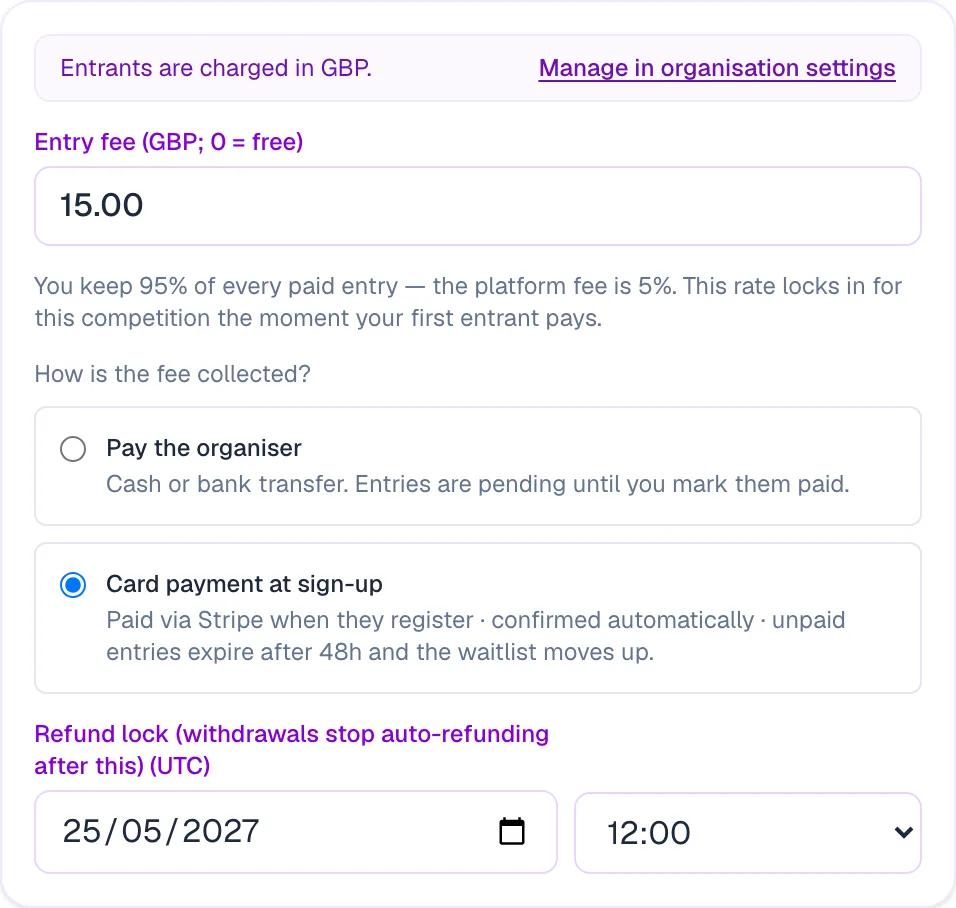 Entrants are charged in GBP.
Manage in organisation settings
Entry fee (GBP; 0 = free)
15.00
You keep 95% of every paid entry — the platform fee is 5%. This rate locks in for
this competition the moment your first entrant pays.
How is the fee collected?
Pay the organiser
Cash or bank transfer. Entries are pending until you mark them paid.
Card payment at sign-up
Paid via Stripe when they register · confirmed automatically · unpaid
entries expire after 48h and the waitlist moves up.
Refund lock (withdrawals stop auto-refunding
after this) (UTC)
25/05/2027
12:00